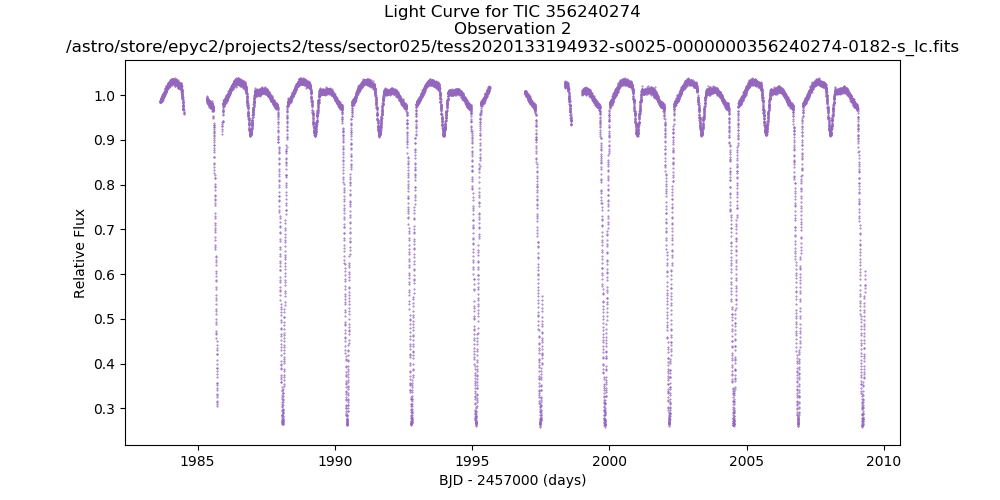 Light Curve for TIC 356240274
Observation 2
/astro/store/epyc2/projects2/tess/sector025/tess2020133194932-s0025-0000000356240274-0182-s_lc.fits
1.0
0.9
0.8
0.7
0.6
0.5
0.4
0.3
Relative Flux
1985
1990
1995
2000
2005
2010
BJD - 2457000 (days)